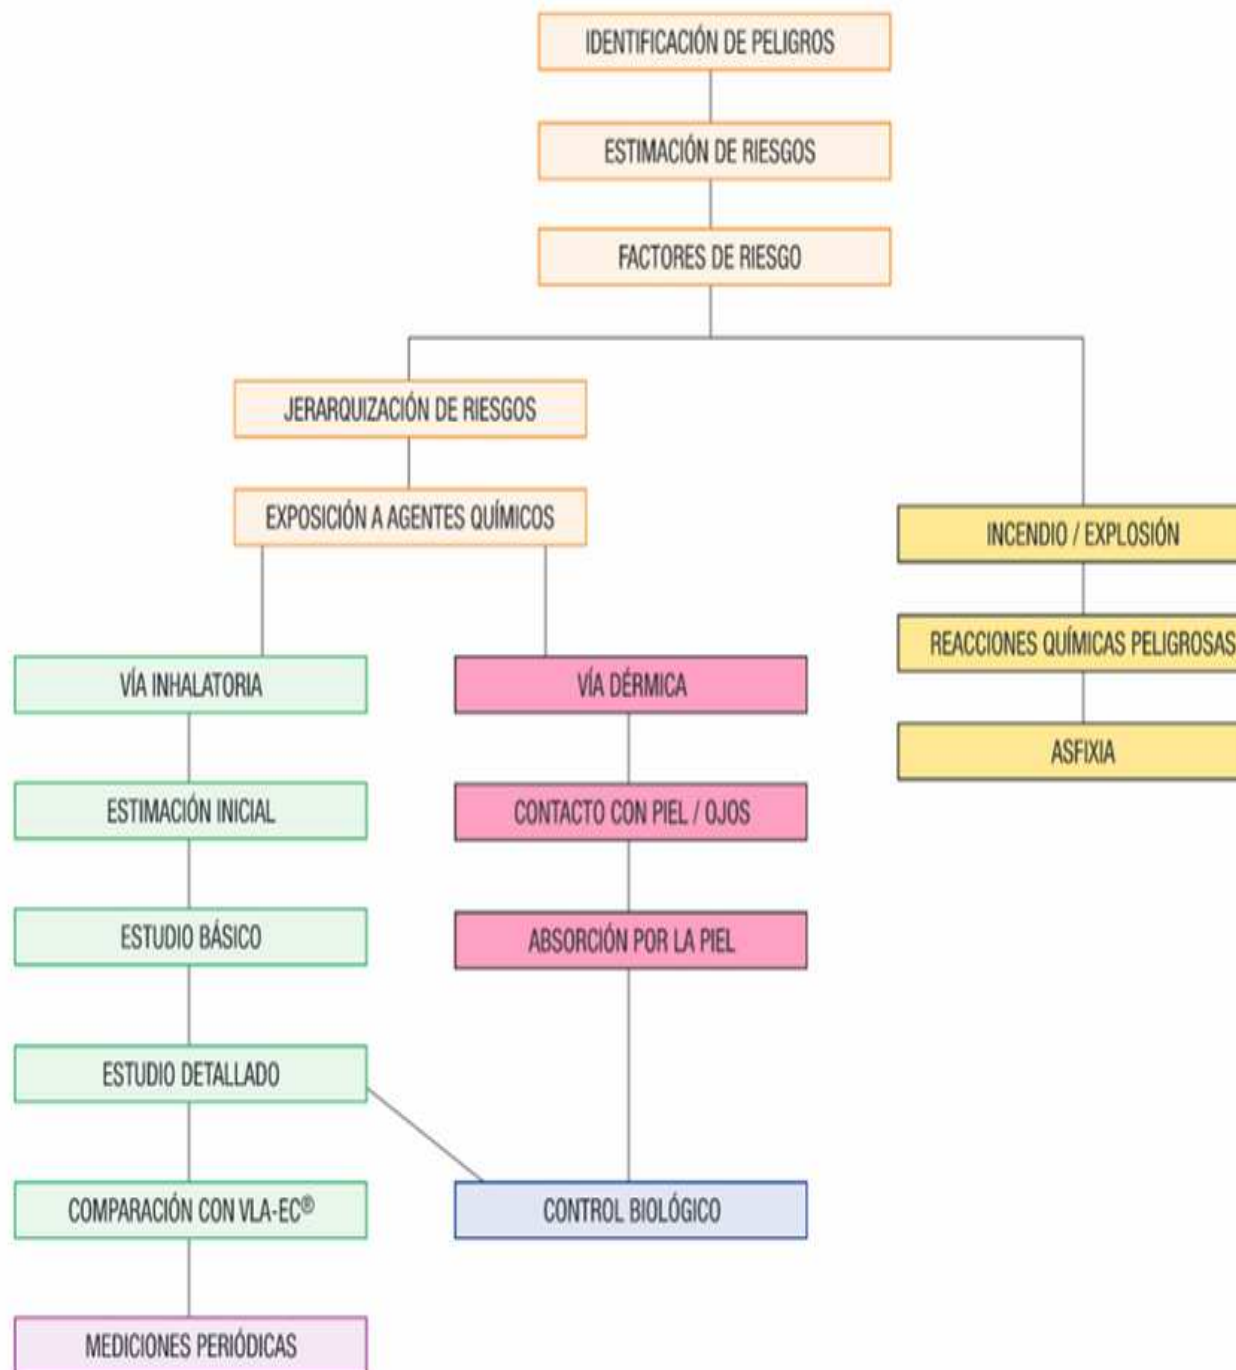 IDENTIFICACIÓN DE PELIGROS
ESTIMACIÓN DE RIESGOS
FACTORES DE RIESGO
JERARQUIZACIÓN DE RIESGOS
EXPOSICIÓN A AGENTES QUÍMICOS
INCENDIO / EXPLOSIÓN
REACCIONES QUÍMICAS PELIGROSAS
ASFIXIA
VÍA INHALATORIA
VÍA DÉRMICA
ESTIMACIÓN INICIAL
CONTACTO CON PIEL / OJOS
ESTUDIO BÁSICO
ABSORCIÓN POR LA PIEL
ESTUDIO DETALLADO
COMPARACIÓN CON VLA-EC®
CONTROL BIOLÓGICO
MEDICIONES PERIÓDICAS